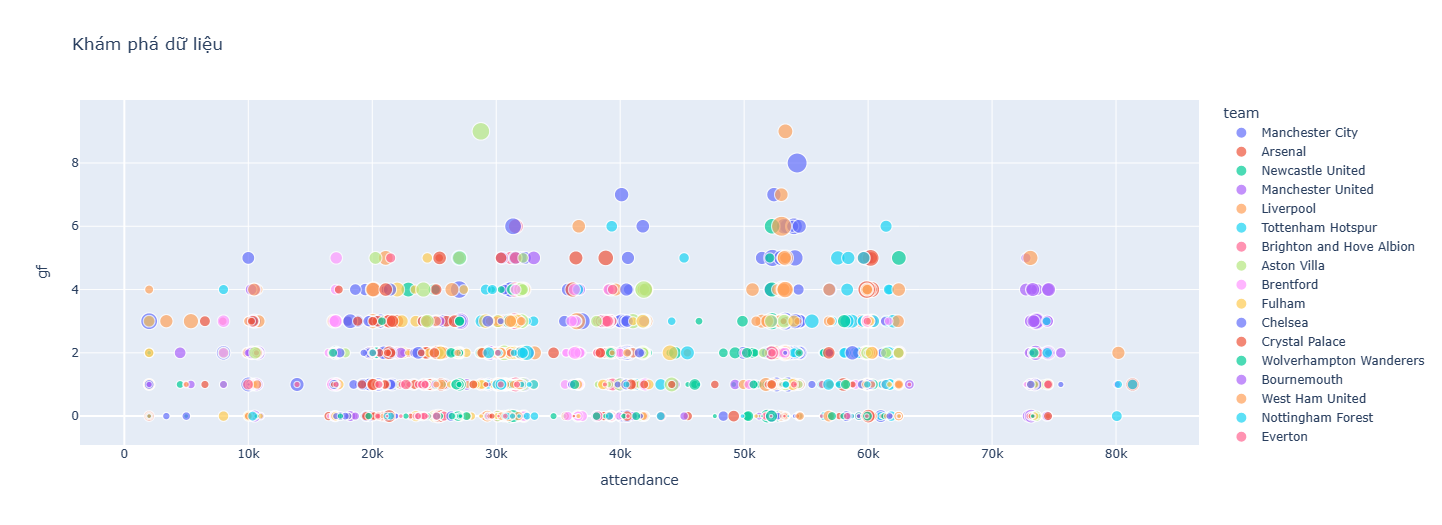 Khám phá dữ liệu
gf
8
6
4
2
0
0
10k
20k
30k
40k
50k
60k
70k
80k
attendance
team
Manchester City
Arsenal
Newcastle United
Manchester United
Liverpool
Tottenham Hotspur
Brighton and Hove Albion
Aston Villa
Brentford
Fulham
Chelsea
Crystal Palace
Wolverhampton Wanderers
Bournemouth
West Ham United
Nottingham Forest
Everton